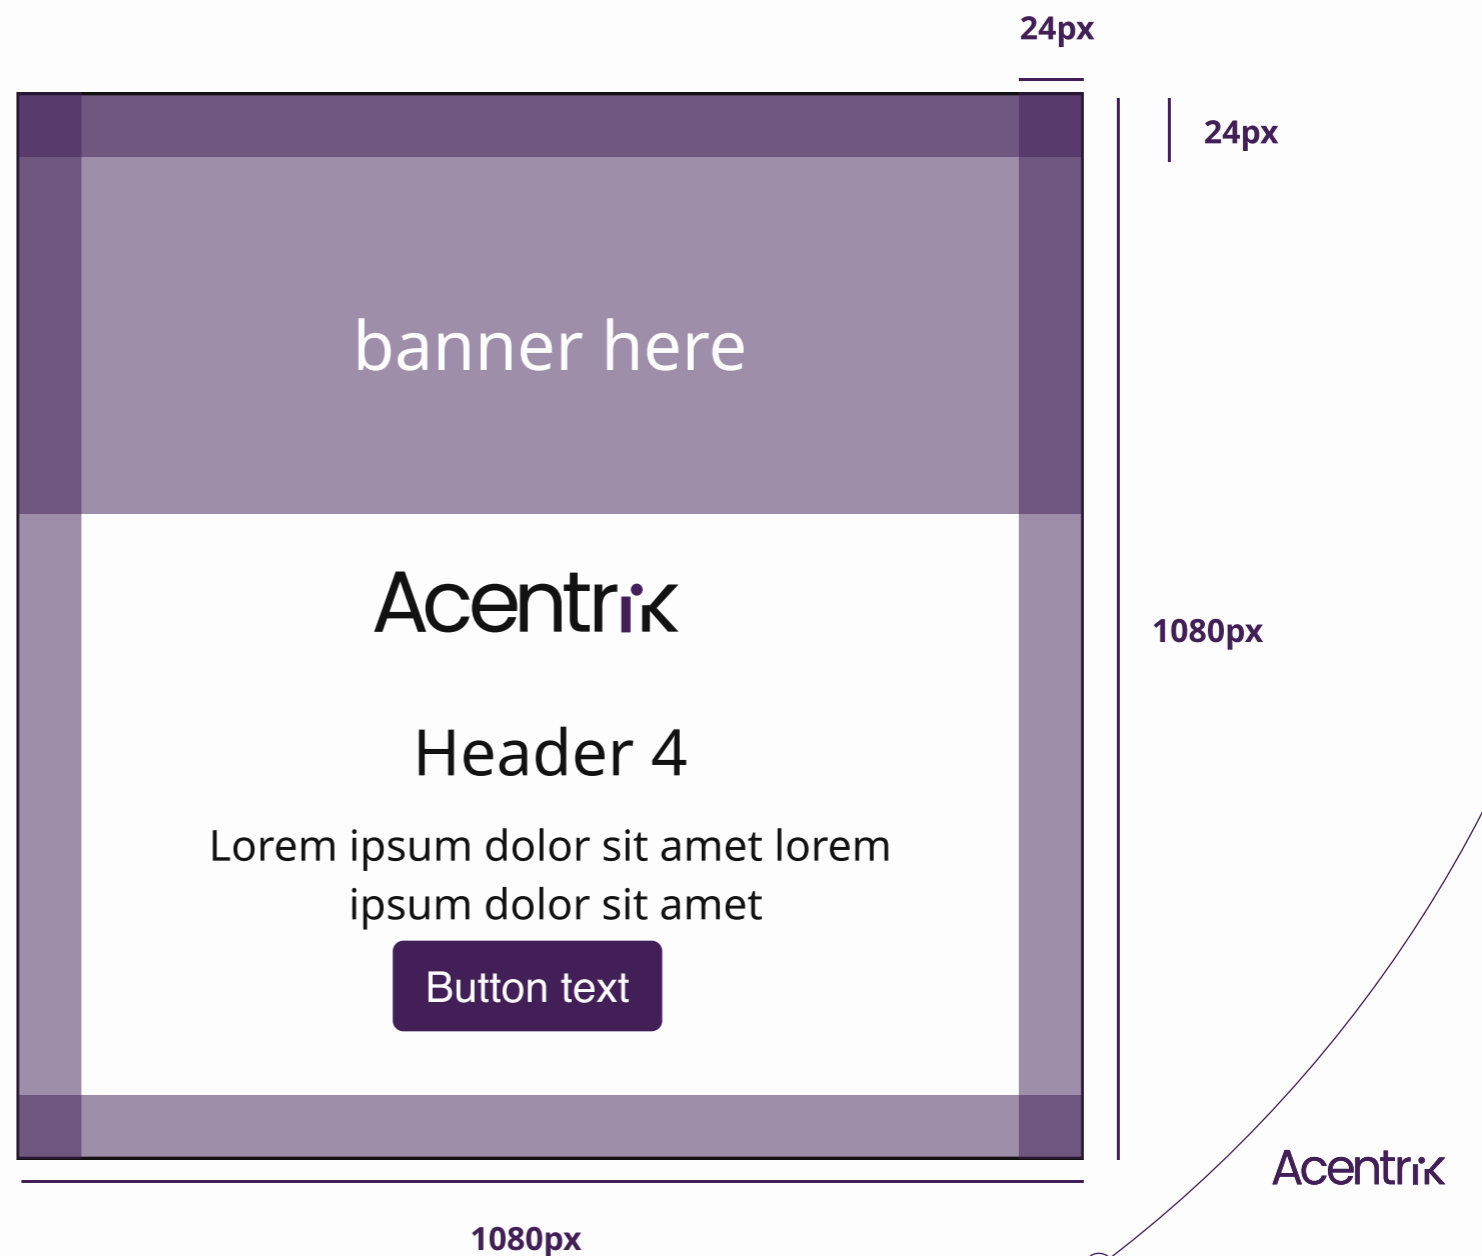 24px
24px
banner here
Acentrik
1080px
Header 4
Lorem ipsum dolor sit amet lorem
ipsum dolor sit amet
Button text
Acentrik
1080px